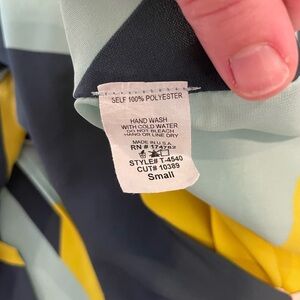 SELF 100% POLYESTER
HAND WASH
WITH COLD WATER
DO NOT BLEACH
HANG OR LINE DRY
MADE IN U.S.A.
RN #
STYLE# T-4540
CUT# 10389
Small